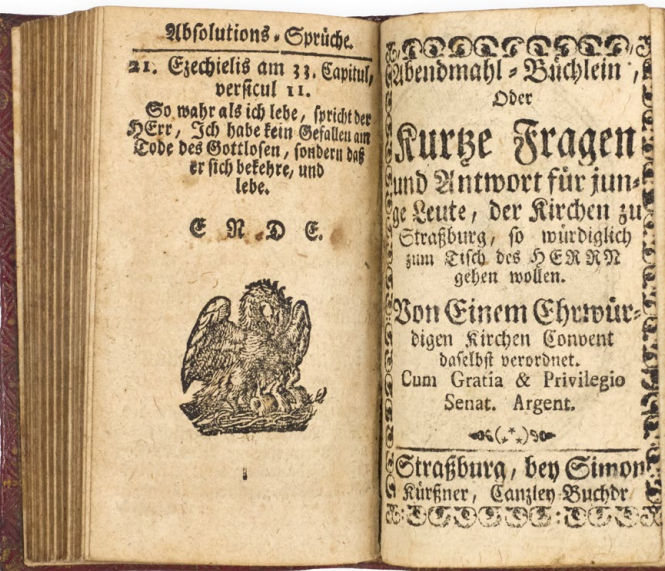 Absolutions-Sprüche.
21. Ezechielis am 33. Capitul,
versicul 11.
So wahr als ich lebe, spricht der
HErr, Ich habe kein Gefallen am
Tode des Gottlosen, sondern daß
er sich bekehre, und
lebe.
E N D E.
Abendmahl-Büchlein,
Oder
Kurtze Fragen
und Antwort für jun-
ge Leute, der Kirchen zu
Straßburg, so würdiglich
zum Tisch des HERRN
gehen wollen.
Von Einem Ehrwür-
digen Kirchen Convent
daselbst verordnet.
Cum Gratia & Privilegio
Senat. Argent.
Straßburg, bey Simon
Kürßner, Cantzley-Buchdr